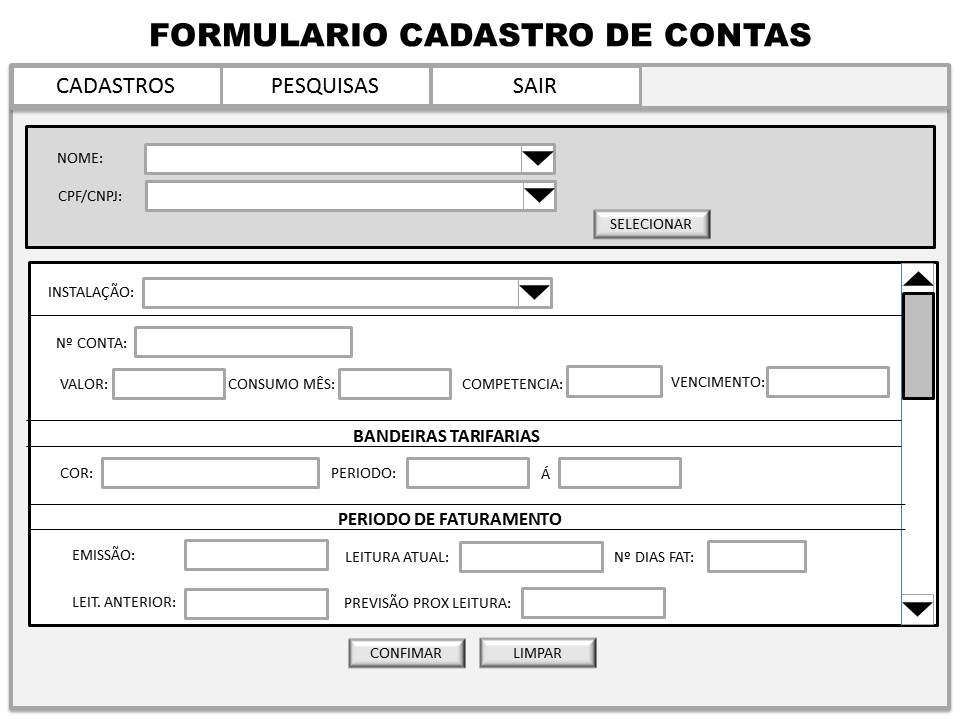 FORMULARIO CADASTRO DE CONTAS
CADASTROS PESQUISAS SAIR
NOME:
CPF/CNPJ:
SELECIONAR
INSTALAÇÃO:
Nº CONTA:
VALOR: CONSUMO MÊS: COMPETENCIA: VENCIMENTO:
BANDEIRAS TARIFARIAS
COR: PERIODO: Á
PERIODO DE FATURAMENTO
EMISSÃO: LEITURA ATUAL: Nº DIAS FAT:
LEIT. ANTERIOR: PREVISÃO PROX LEITURA:
CONFIMAR LIMPAR